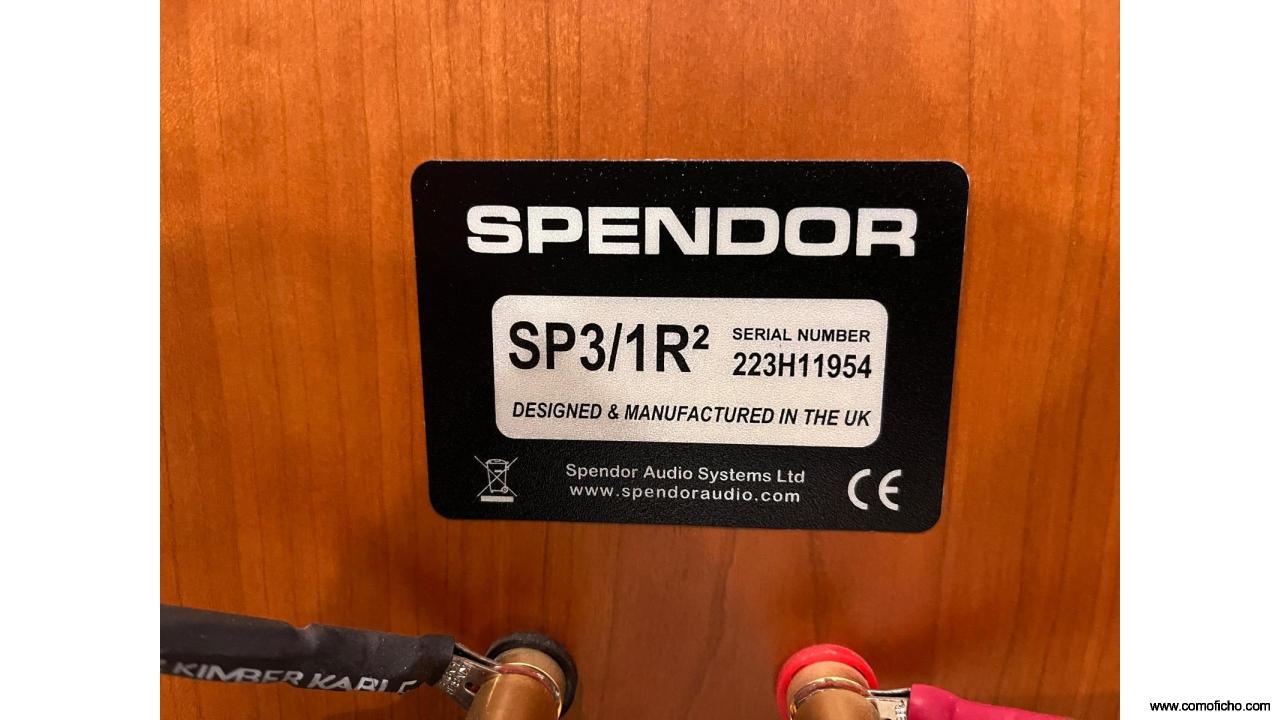 SPENDOR
SP3/1R²
SERIAL NUMBER
223H11954
DESIGNED & MANUFACTURED IN THE UK
Spendor Audio Systems Ltd
www.spendoraudio.com
CE
KIMBER KABLE
www.comoficho.com